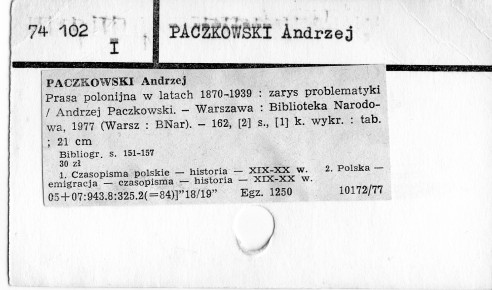 74 102
I
PACZKOWSKI Andrzej
PACZKOWSKI Andrzej
Prasa polonijna w latach 1870-1939 : zarys problematyki
/ Andrzej Paczkowski. — Warszawa : Biblioteka Narodo-
wa, 1977 (Warsz : BNar). — 162, [2] s., [1] k. wykr. : tab.
; 21 cm
Bibliogr. s. 151-157
30 zł
1. Czasopisma polskie — historia — XIX-XX w. 2. Polska —
emigracja — czasopisma — historia — XIX-XX w.
05+07:943.8:325.2(=84)]"18/19" Egz. 1250 10172/77